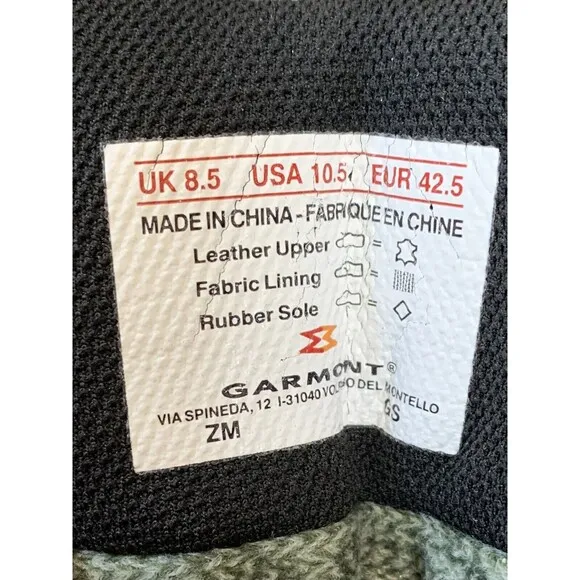 UK 8.5 USA 10.5 EUR 42.5
MADE IN CHINA - FABRIQUE EN CHINE
Leather Upper =
Fabric Lining =
Rubber Sole =
GARMONT®
VIA SPINEDA, 12 I-31040 VOLPAGO DEL MONTELLO
ZM GS